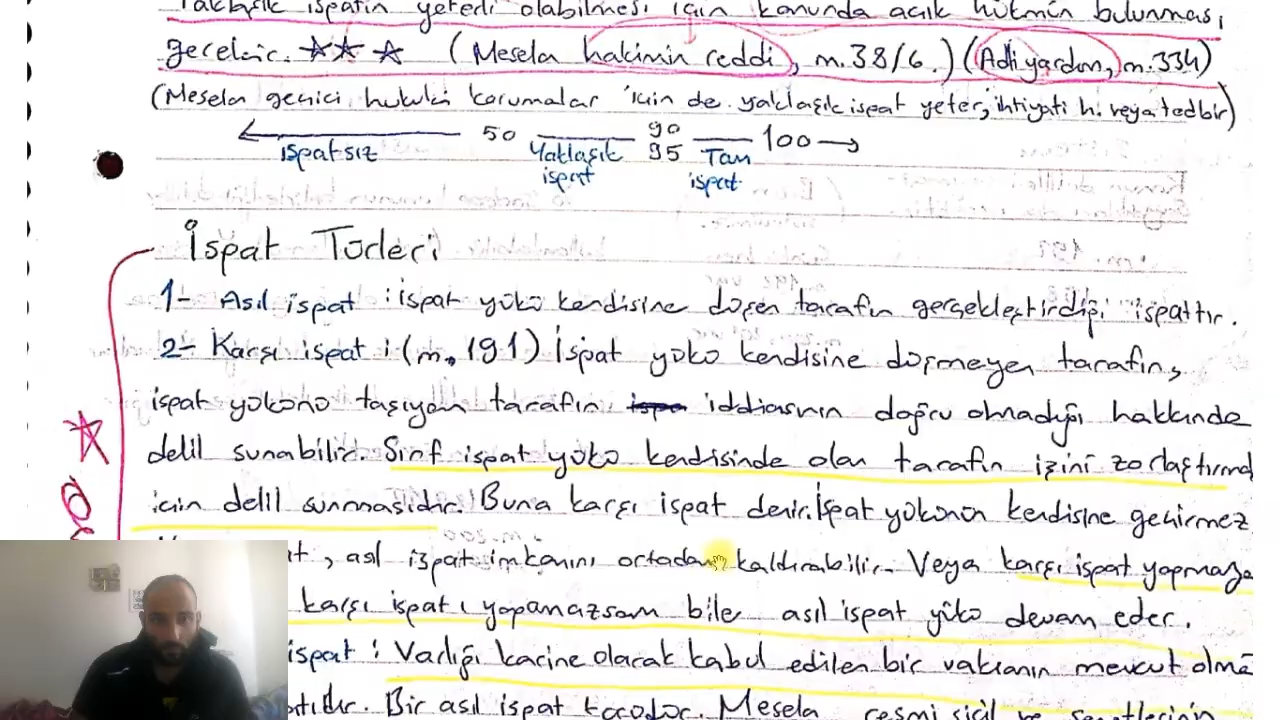 Yaklaşık ispatın yeterli olabilmesi için kanunda açık hükmün bulunması
gerekir. ★★★ (Mesela hakimin reddi, m.38/6.) (Adli yardım, m.334)
(Mesela geçici hukuki korumalar için de yaklaşık ispat yeter, ihtiyati h. veya tedbir)
50 90 100
ispatsız Yaklaşık 95 Tam
ispat ispat
İspat Türleri
1- Asıl ispat : ispat yükü kendisine düşen tarafın gerçekleştirdiği ispattır.
2- Karşı ispat : (m. 191) İspat yükü kendisine düşmeyen tarafın,
ispat yükünü taşıyan tarafın iddiasının doğru olmadığı hakkında
delil sunabilir. Sırf ispat yükü kendisinde olan tarafın işini zorlaştırmak
için delil sunmasıdır. Buna karşı ispat denir. İspat yükünün kendisine geçirmez
, asıl ispat imkanını ortadan kaldırabilir. Veya karşı ispat yapmaza
karşı ispatı yapamazsam bile asıl ispat yükü devam eder.
ispat : Varlığı karine olarak kabul edilen bir vakıanın mevcut olma
Bir asıl ispat türüdür. Mesela resmi sicil ve senetlerin